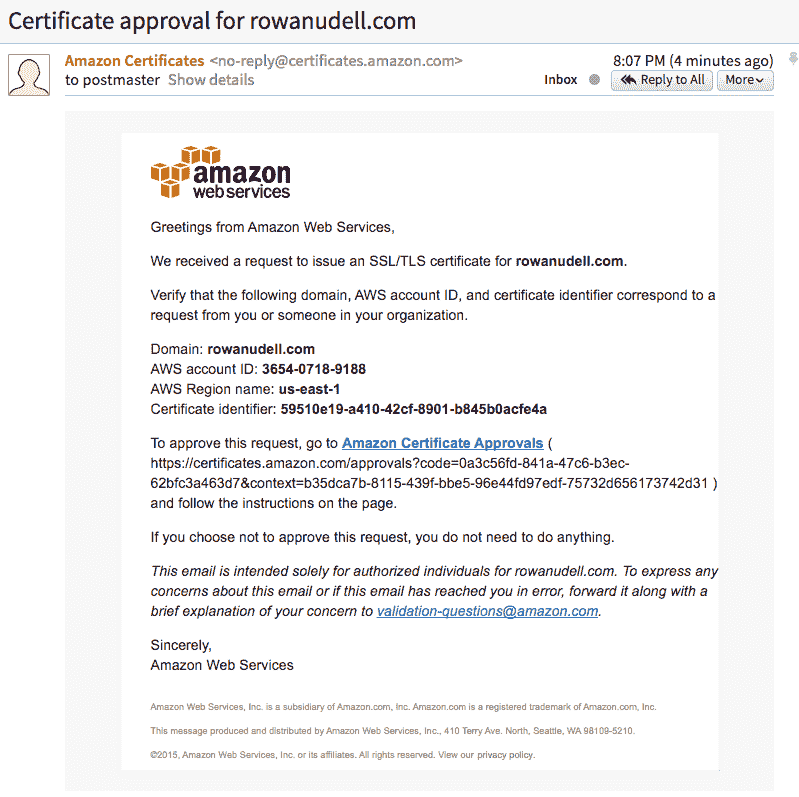 Certificate approval for rowanudell.com
Amazon Certificates <no-reply@certificates.amazon.com>
8:07 PM (4 minutes ago)
to postmaster Show details
Inbox
Reply to All
More
amazon
web services
Greetings from Amazon Web Services,
We received a request to issue an SSL/TLS certificate for rowanudell.com.
Verify that the following domain, AWS account ID, and certificate identifier correspond to a
request from you or someone in your organization.
Domain: rowanudell.com
AWS account ID: 3654-0718-9188
AWS Region name: us-east-1
Certificate identifier: 59510e19-a410-42cf-8901-b845b0acfe4a
To approve this request, go to Amazon Certificate Approvals (
https://certificates.amazon.com/approvals?code=0a3c56fd-841a-47c6-b3ec-
62bfc3a463d7&context=b35dca7b-8115-439f-bbe5-96e44fd97edf-75732d656173742d31 )
and follow the instructions on the page.
If you choose not to approve this request, you do not need to do anything.
This email is intended solely for authorized individuals for rowanudell.com. To express any
concerns about this email or if this email has reached you in error, forward it along with a
brief explanation of your concern to validation-questions@amazon.com.
Sincerely,
Amazon Web Services
Amazon Web Services, Inc. is a subsidiary of Amazon.com, Inc. Amazon.com is a registered trademark of Amazon.com, Inc.
This message produced and distributed by Amazon Web Services, Inc., 410 Terry Ave. North, Seattle, WA 98109-5210.
©2015, Amazon Web Services, Inc. or its affiliates. All rights reserved. View our privacy policy.